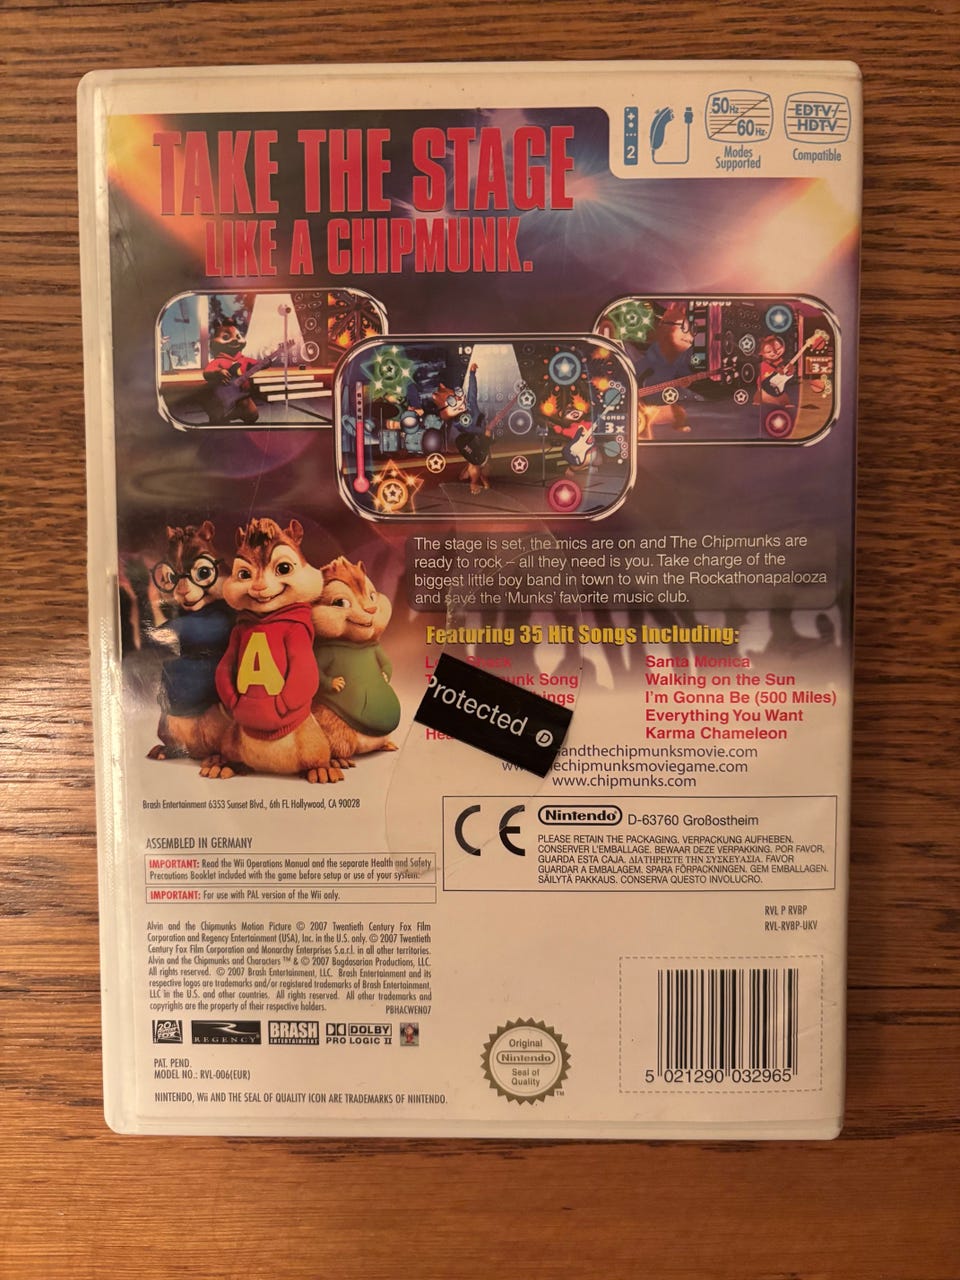 TAKE THE STAGE
LIKE A CHIPMUNK.
2
50Hz
60Hz
Modes
Supported
EDTV/
HDTV
Compatible
100.000
3x
10
COMBO
3x
The stage is set, the mics are on and The Chipmunks are
ready to rock – all they need is you. Take charge of the
biggest little boy band in town to win the Rockathonapalooza
and save the 'Munks' favorite music club.
Featuring 35 Hit Songs Including:
Santa Monica
Song
Walking on the Sun
I'm Gonna Be (500 Miles)
Everything You Want
Karma Chameleon
Protected D
A
www.chipmunks.com
Brash Entertainment 6353 Sunset Blvd., 6th Fl. Hollywood, CA 90028
ASSEMBLED IN GERMANY
IMPORTANT: Read the Wii Operations Manual and the separate Health and Safety
Precautions Booklet included with the game before setup or use of your system.
IMPORTANT: For use with PAL version of the Wii only.
CE
Nintendo D-63760 Großostheim
PLEASE RETAIN THE PACKAGING. VERPACKUNG AUFHEBEN.
CONSERVER L'EMBALLAGE. BEWAAR DEZE VERPAKKING. POR FAVOR,
GUARDA ESTA CAJA. ΔΙΑΤΗΡΗΣΤΕ ΤΗΝ ΣΥΣΚΕΥΑΣΙΑ. FAVOR
GUARDAR A EMBALAGEM. SPARA FÖRPACKNINGEN. GEM EMBALLAGEN.
SÄILYTÄ PAKKAUS. CONSERVA QUESTO INVOLUCRO.
RVL P RVBP
RVL-RVBP-UKV
Alvin and the Chipmunks Motion Picture © 2007 Twentieth Century Fox Film
Corporation and Regency Entertainment (USA), Inc. in the U.S. only. © 2007 Twentieth
Century Fox Film Corporation and Monarchy Enterprises S.a.r.l. in all other territories.
Alvin and the Chipmunks and Characters ™ & © 2007 Bagdasarian Productions, LLC.
All rights reserved. © 2007 Brash Entertainment, LLC. Brash Entertainment and its
respective logos are trademarks and/or registered trademarks of Brash Entertainment,
LLC in the U.S. and other countries. All rights reserved. All other trademarks and
copyrights are the property of their respective holders. PBHACWEN07
20th CENTURY FOX
REGENCY
BRASH
ENTERTAINMENT
DOLBY
PRO LOGIC II
PAT. PEND.
MODEL NO.: RVL-006(EUR)
NINTENDO, Wii AND THE SEAL OF QUALITY ICON ARE TRADEMARKS OF NINTENDO.
Original
Nintendo
Seal of
Quality
TM
5 021290 032965